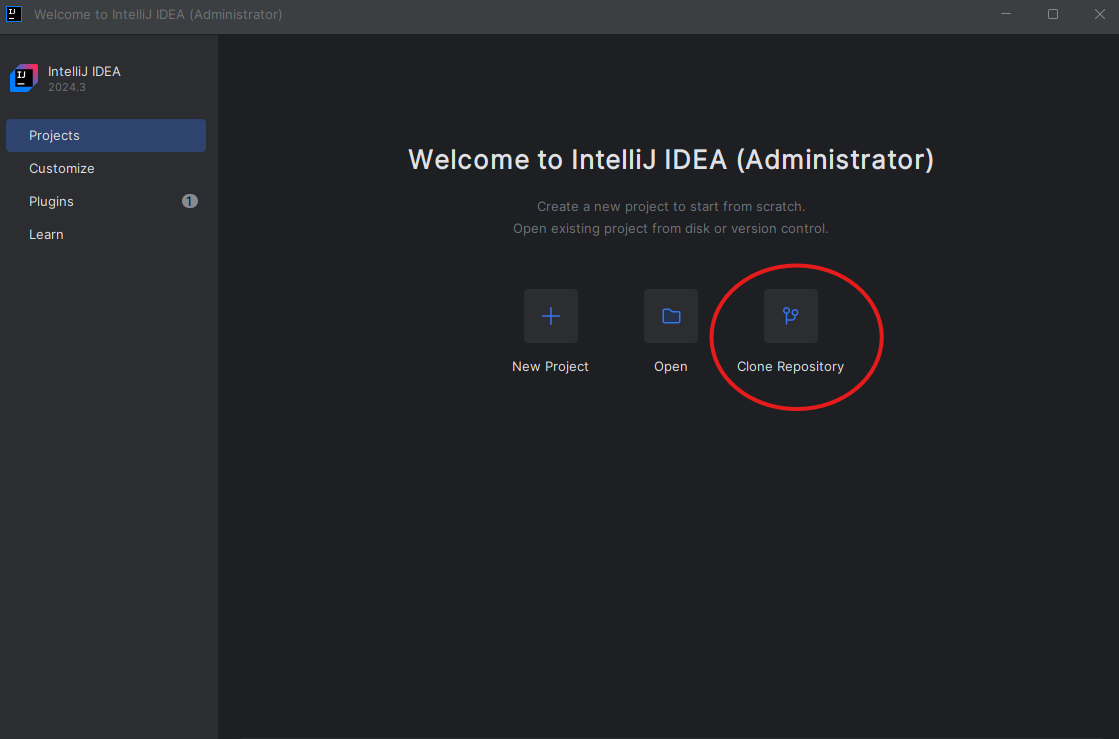 Welcome to IntelliJ IDEA (Administrator)
IntelliJ IDEA
2024.3
Projects
Customize
Plugins 1
Learn
Welcome to IntelliJ IDEA (Administrator)
Create a new project to start from scratch.
Open existing project from disk or version control.
New Project Open Clone Repository